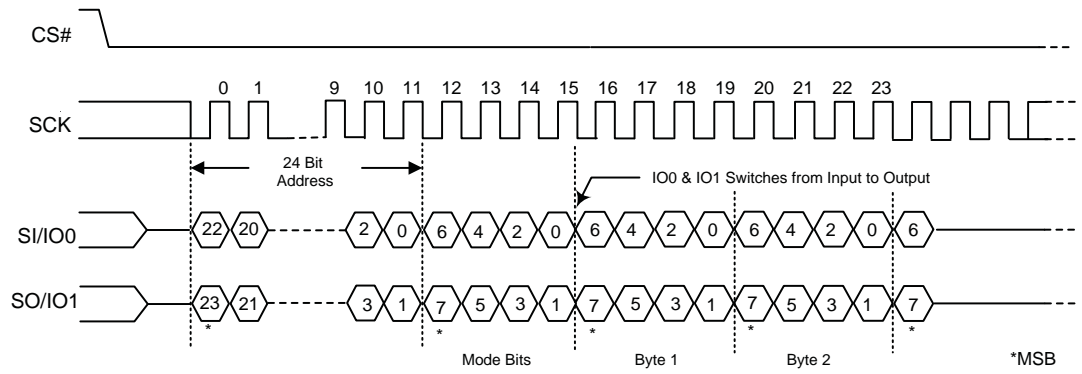 CS#
0 1 9 10 11 12 13 14 15 16 17 18 19 20 21 22 23
SCK
24 Bit
Address
IO0 & IO1 Switches from Input to Output
SI/IO0 22 20 2 0 6 4 2 0 6 4 2 0 6 4 2 0 6
SO/IO1 23 21 3 1 7 5 3 1 7 5 3 1 7 5 3 1 7
* * * * *
Mode Bits Byte 1 Byte 2 *MSB